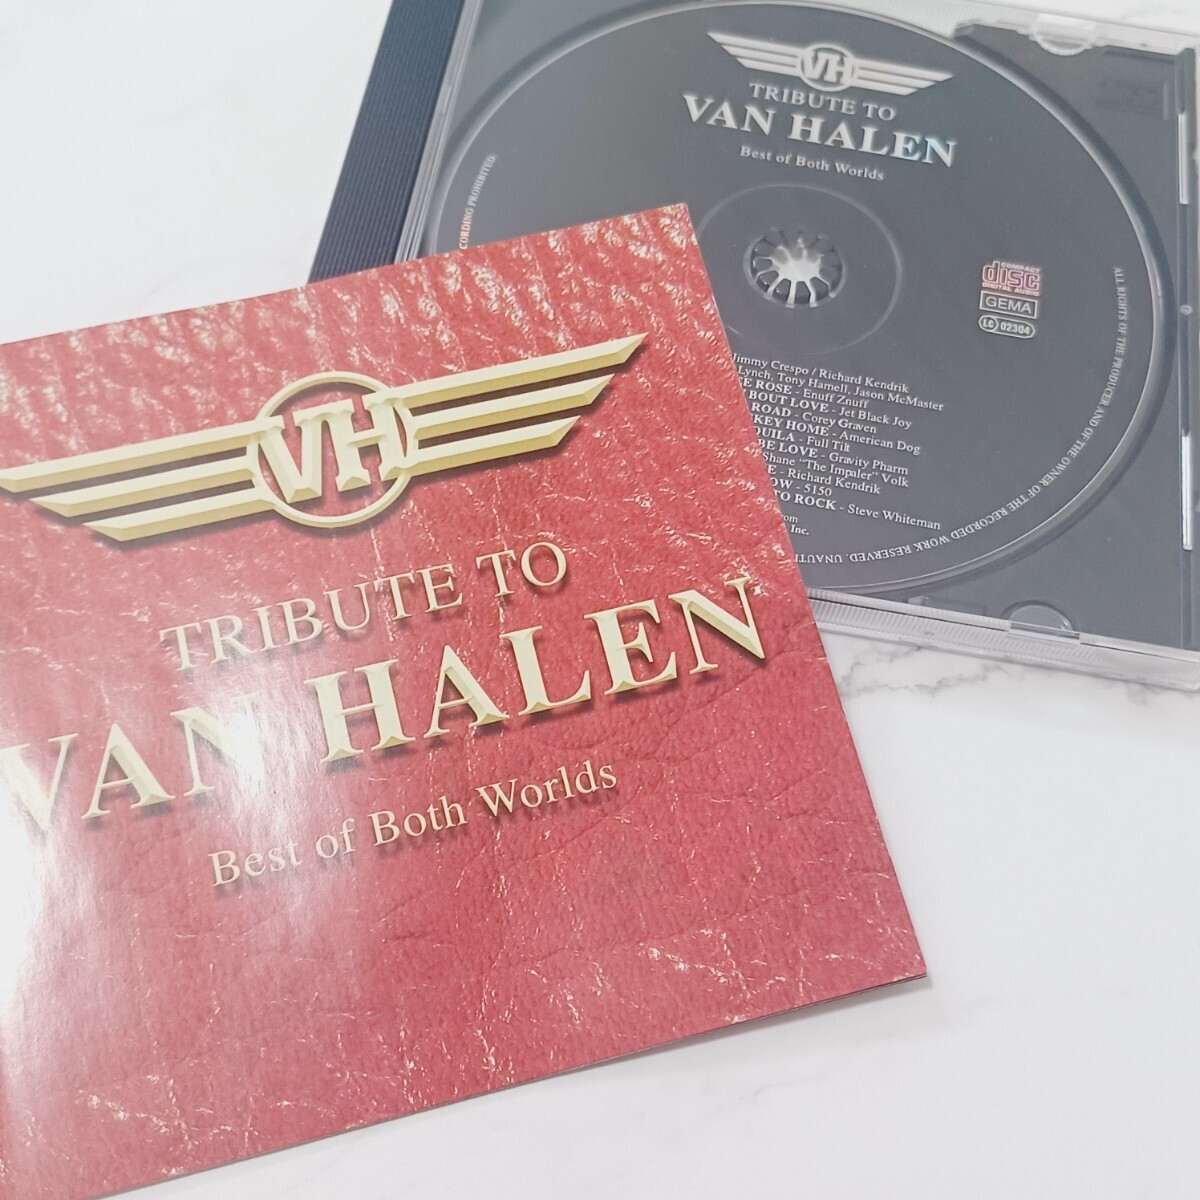 VH
TRIBUTE TO
VAN HALEN
Best of Both Worlds
CORDING PROHIBITED.
COMPACT
disc
DIGITAL AUDIO
GEMA
LC 02304
Jimmy Crespo / Richard Kendrik
Lynch, Tony Harnell, Jason McMaster
E ROSE - Enuff Znuff
BOUT LOVE - Jet Black Joy
ROAD - Corey Graven
KEY HOME - American Dog
QUILA - Full Tilt
BE LOVE - Gravity Pharm
Shane "The Impaler" Volk
E - Richard Kendrik
OW - 5150
TO ROCK - Steve Whiteman
om
Inc.
ALL RIGHTS OF THE PRODUCER AND OF THE OWNER OF THE RECORDED WORK RESERVED. UNAUTH
VH
TRIBUTE TO
VAN HALEN
Best of Both Worlds